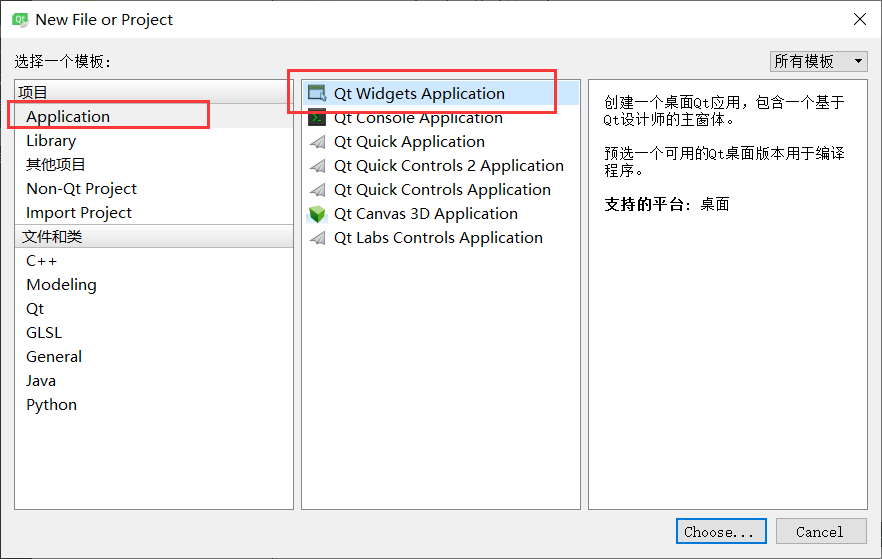 New File or Project
选择一个模板:
所有模板
项目
Application
Library
其他项目
Non-Qt Project
Import Project
文件和类
C++
Modeling
Qt
GLSL
General
Java
Python
Qt Widgets Application
Qt Console Application
Qt Quick Application
Qt Quick Controls 2 Application
Qt Quick Controls Application
Qt Canvas 3D Application
Qt Labs Controls Application
创建一个桌面Qt应用，包含一个基于
Qt设计师的主窗体。
预选一个可用的Qt桌面版本用于编译
程序。
支持的平台: 桌面
Choose...
Cancel